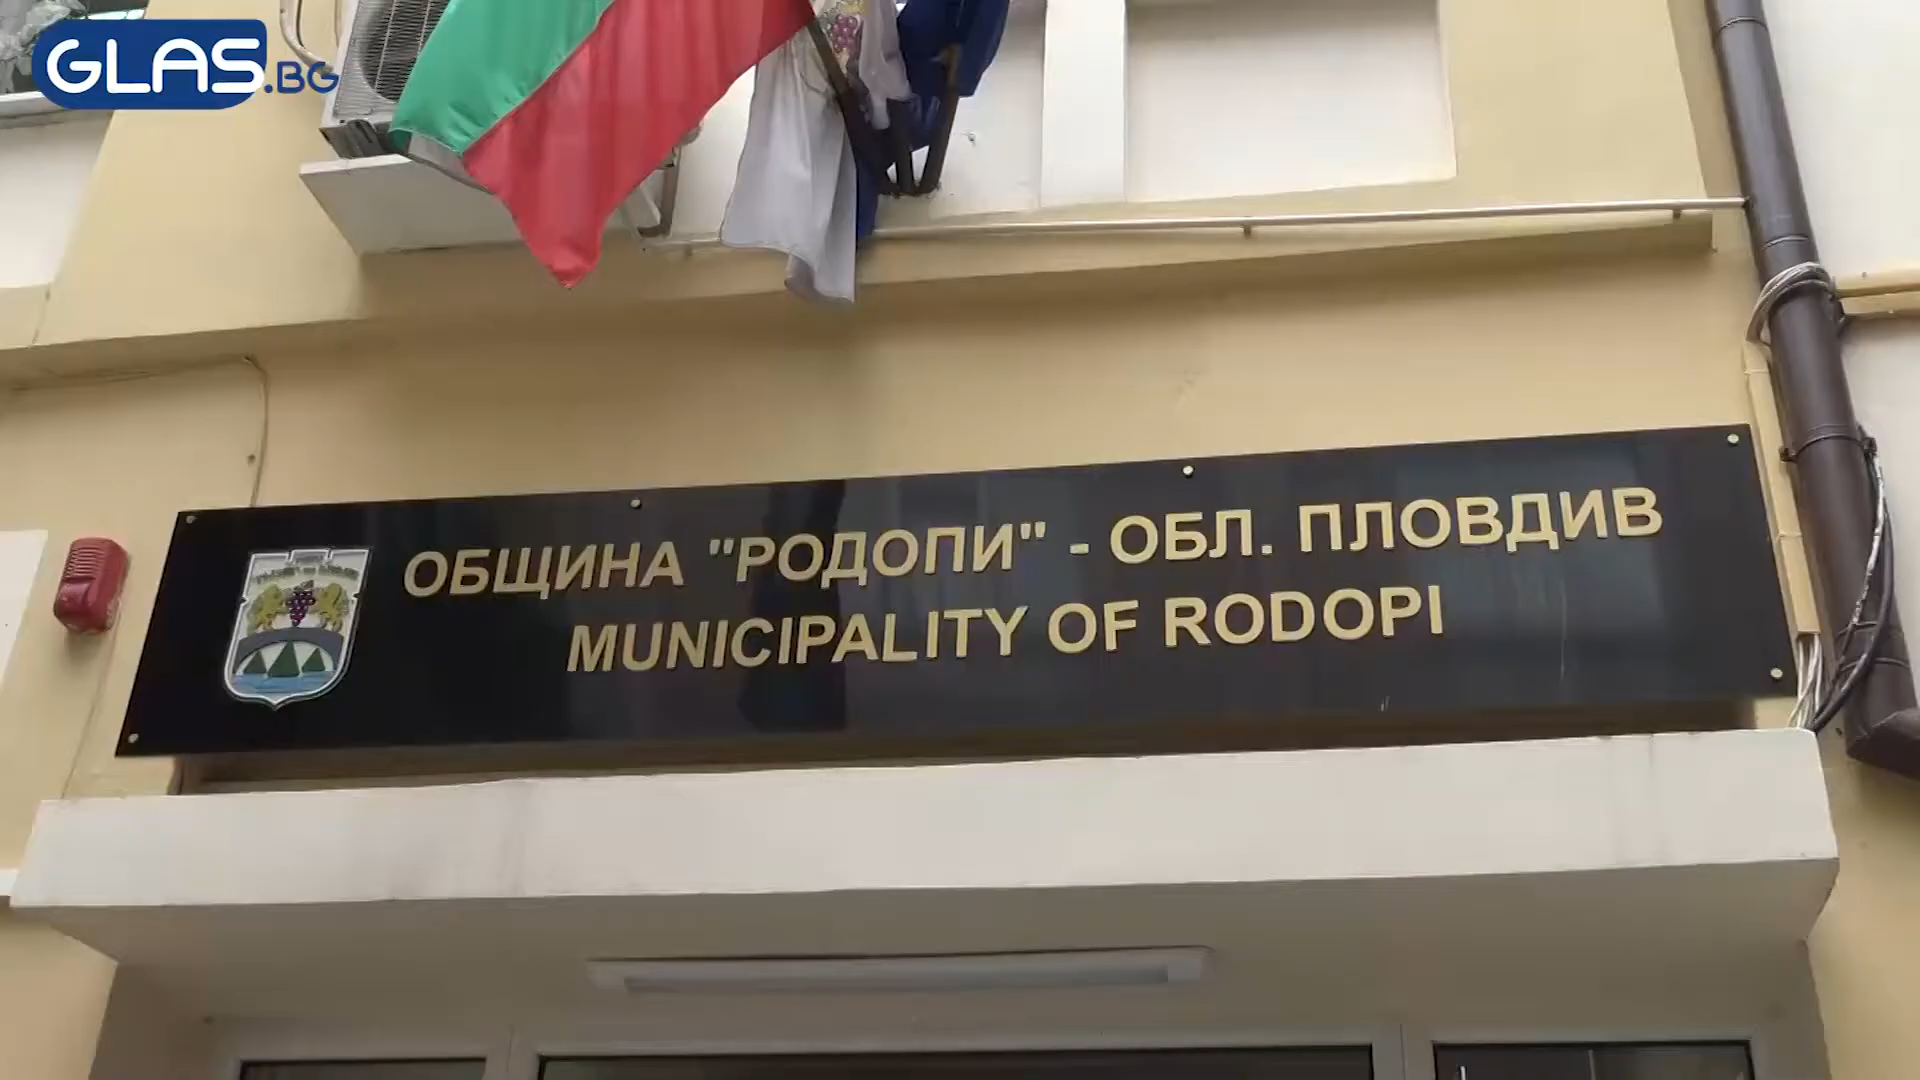 GLAS.BG
ОБЩИНА "РОДОПИ" - ОБЛ. ПЛОВДИВ
MUNICIPALITY OF RODOPI